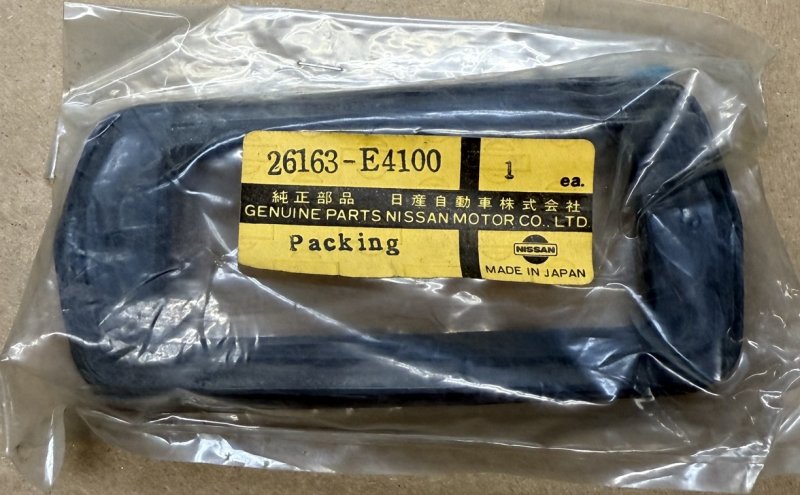 26163-E4100 1 ea.
純正部品 日産自動車株式会社
GENUINE PARTS NISSAN MOTOR CO., LTD.
Packing
NISSAN
MADE IN JAPAN